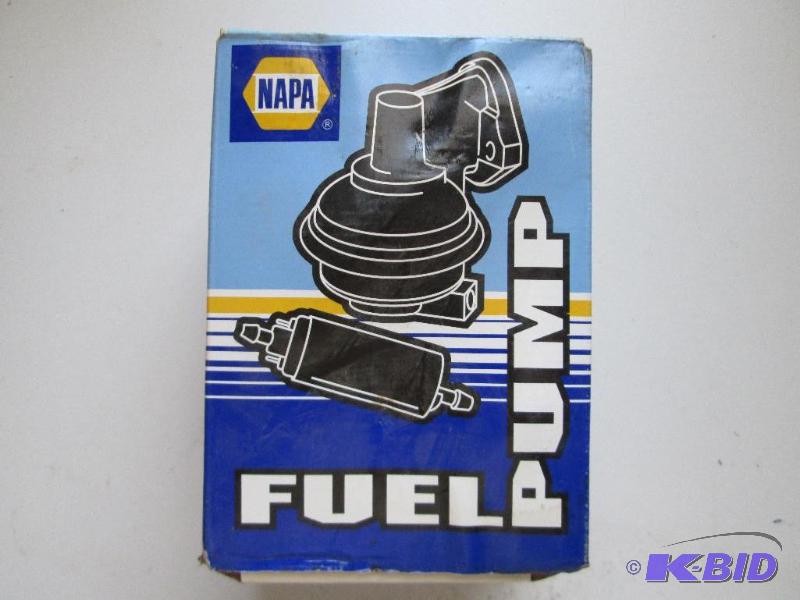 NAPA
®
FUEL PUMP
© K-BID